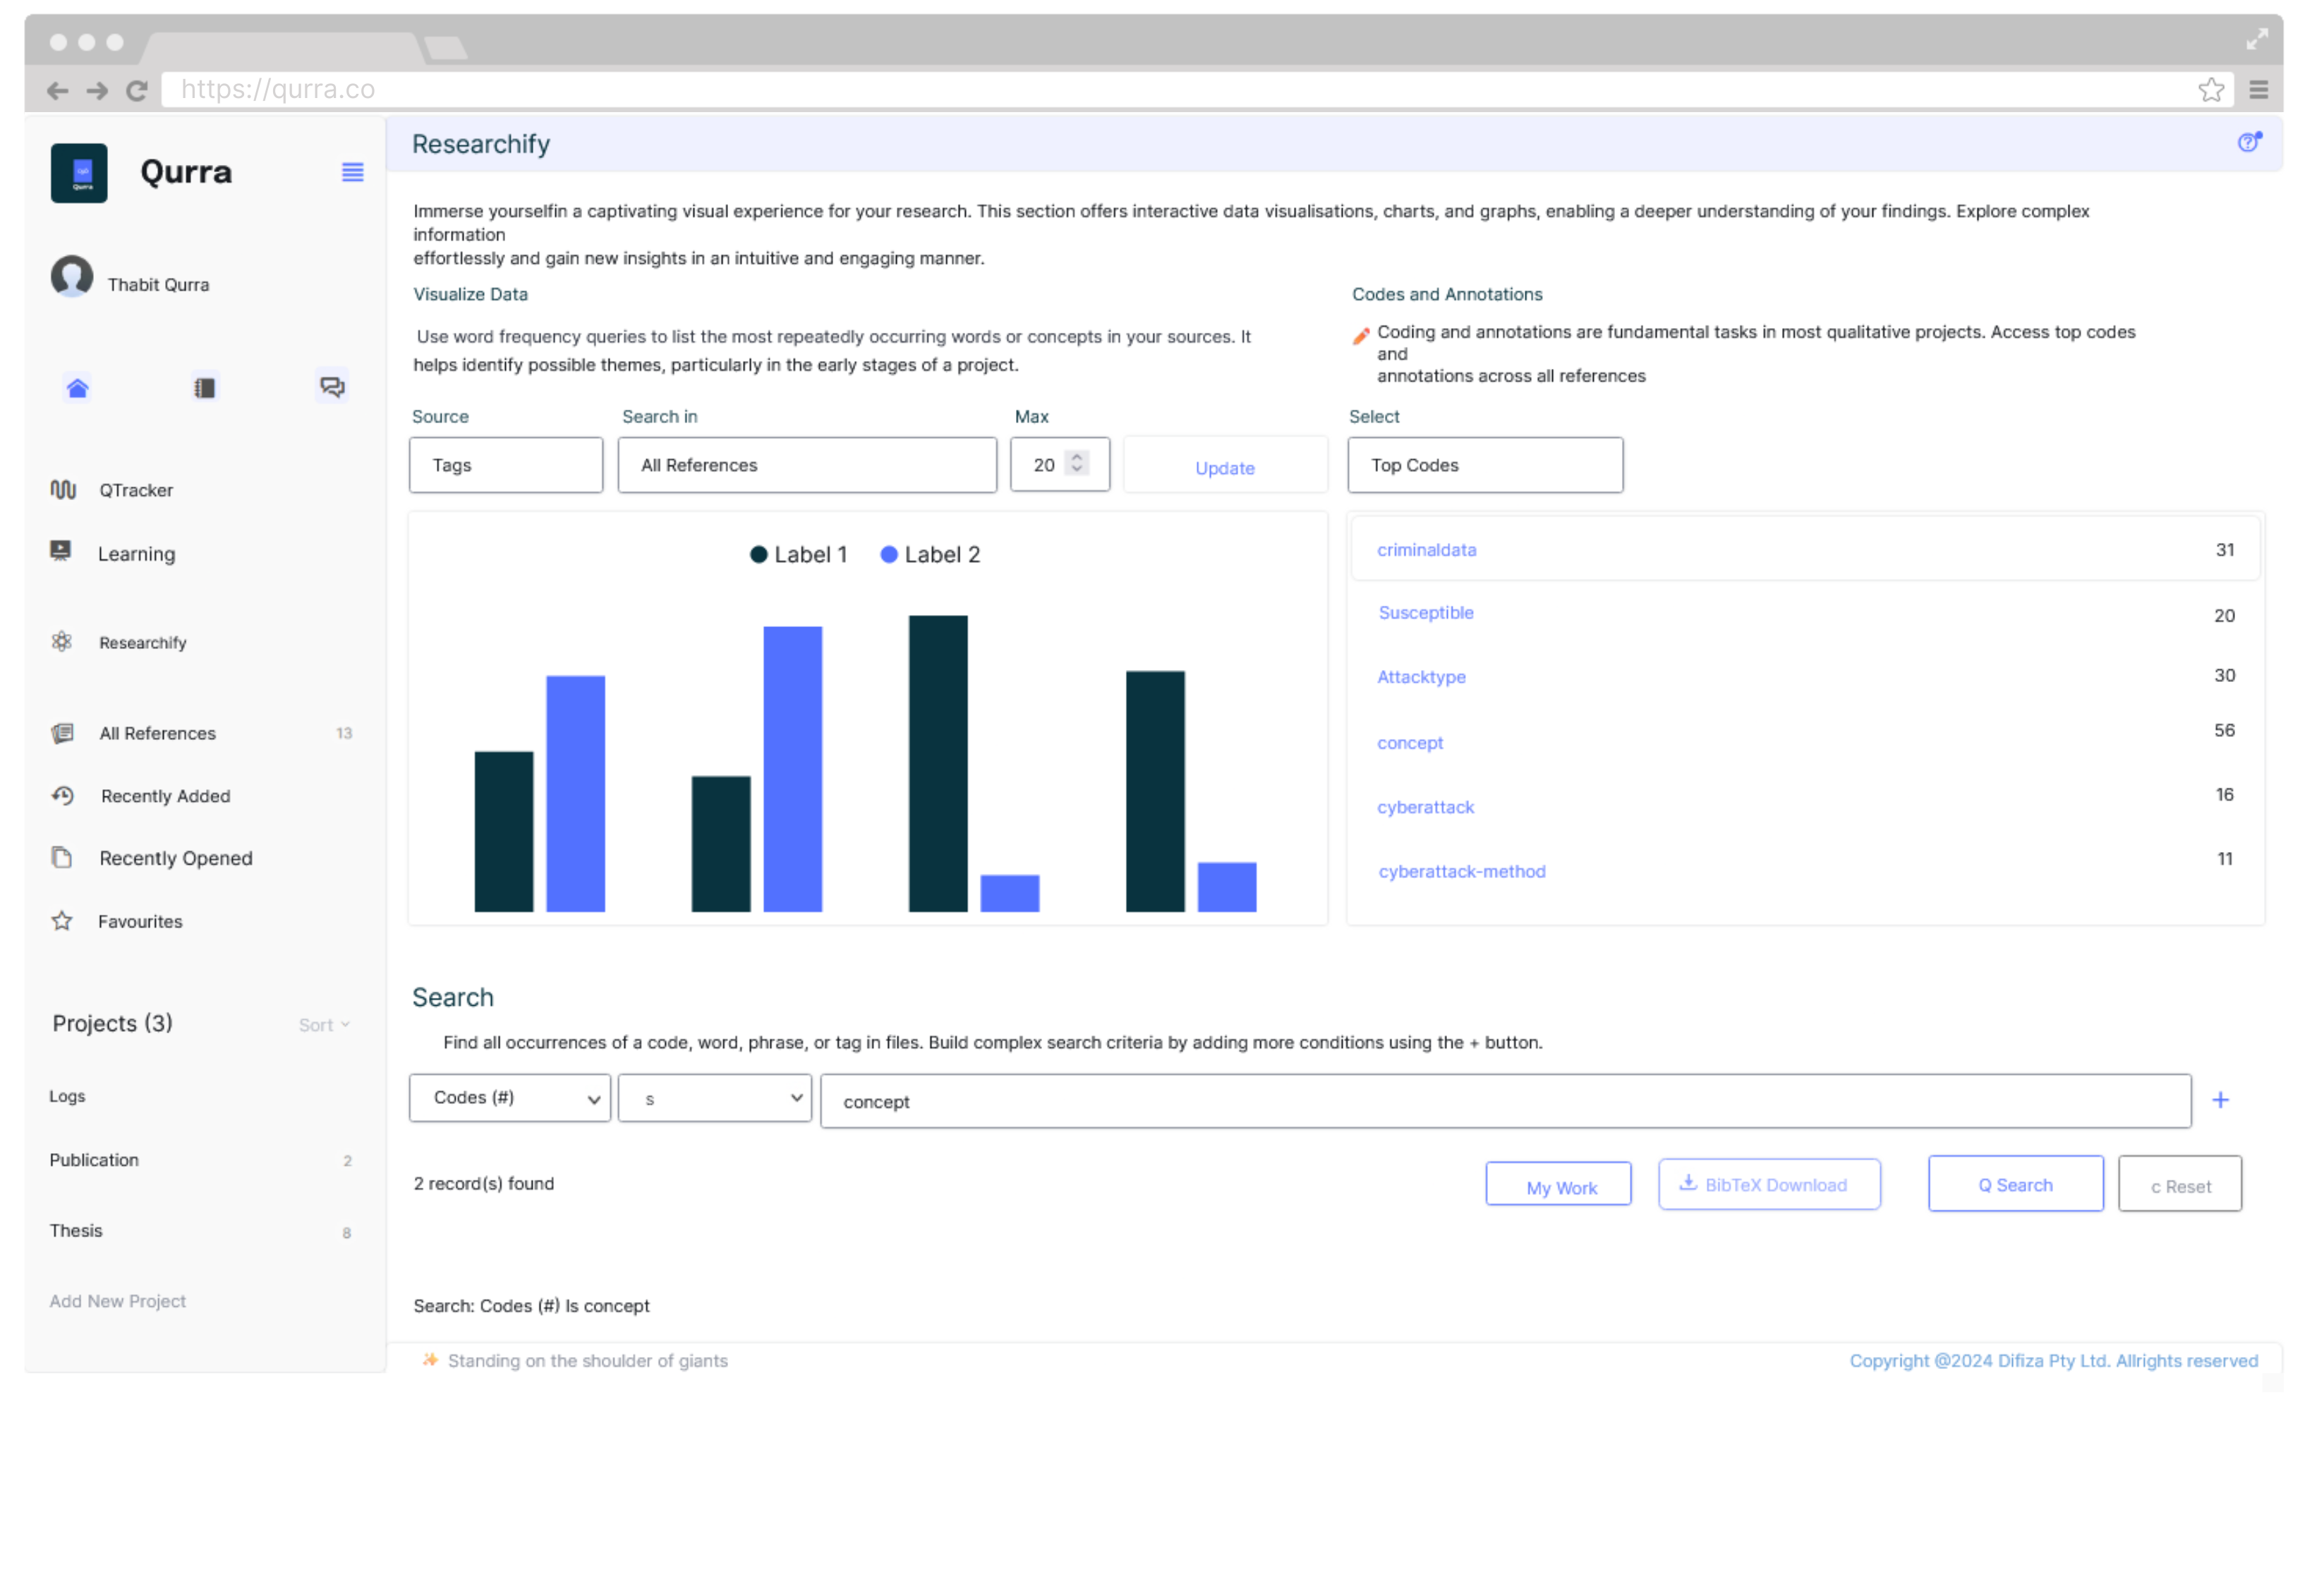 https://qurra.co
Qurra
Qurra
Thabit Qurra
QTracker
Learning
Researchify
All References 13
Recently Added
Recently Opened
Favourites
Projects (3) Sort
Logs
Publication 2
Thesis 8
Add New Project
Researchify
Immerse yourselfin a captivating visual experience for your research. This section offers interactive data visualisations, charts, and graphs, enabling a deeper understanding of your findings. Explore complex
information
effortlessly and gain new insights in an intuitive and engaging manner.
Visualize Data
Use word frequency queries to list the most repeatedly occurring words or concepts in your sources. It
helps identify possible themes, particularly in the early stages of a project.
Source Search in Max
Tags All References 20 Update
Label 1 Label 2
Codes and Annotations
Coding and annotations are fundamental tasks in most qualitative projects. Access top codes
and
annotations across all references
Select
Top Codes
criminaldata 31
Susceptible 20
Attacktype 30
concept 56
cyberattack 16
cyberattack-method 11
Search
Find all occurrences of a code, word, phrase, or tag in files. Build complex search criteria by adding more conditions using the + button.
Codes (#) s concept +
2 record(s) found My Work BibTeX Download Q Search c Reset
Search: Codes (#) Is concept
Standing on the shoulder of giants Copyright @2024 Difiza Pty Ltd. Allrights reserved